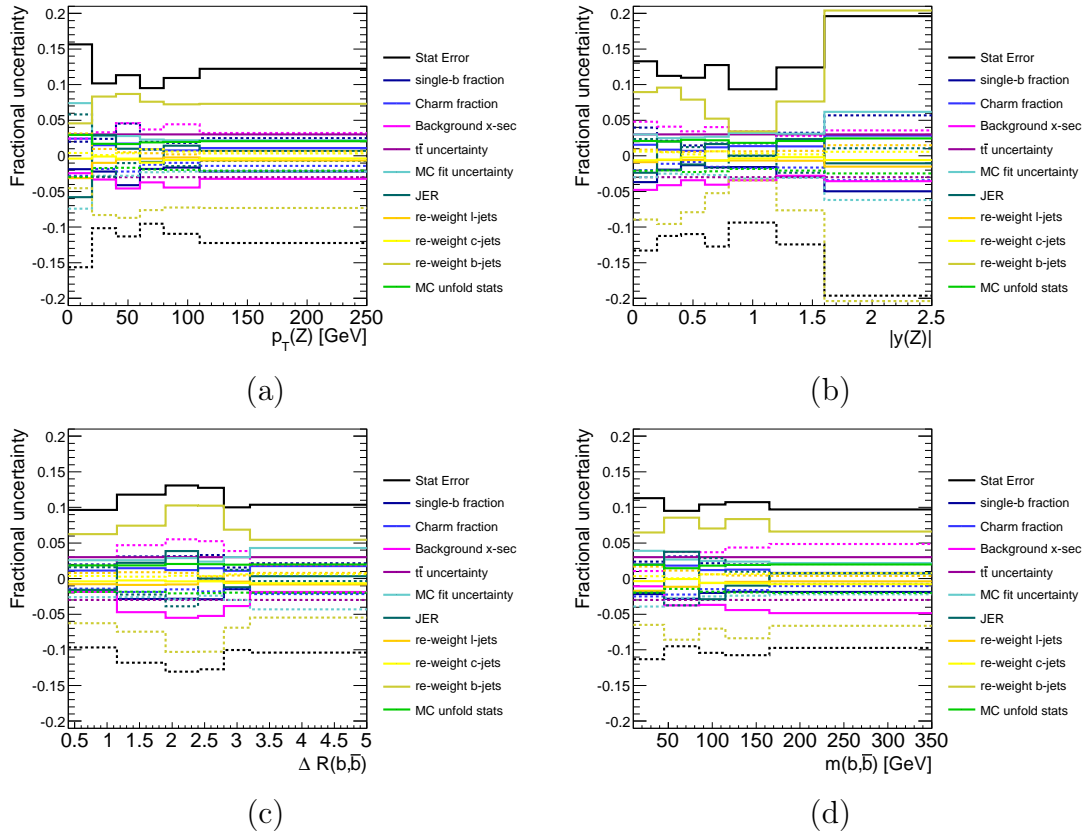 Fractional uncertainty
0.2
0.15
0.1
0.05
0
-0.05
-0.1
-0.15
-0.2
0 50 100 150 200 250
p_T(Z) [GeV]
Stat Error
single-b fraction
Charm fraction
Background x-sec
tt̄ uncertainty
MC fit uncertainty
JER
re-weight l-jets
re-weight c-jets
re-weight b-jets
MC unfold stats
(a)
Fractional uncertainty
0.2
0.15
0.1
0.05
0
-0.05
-0.1
-0.15
-0.2
0 0.5 1 1.5 2 2.5
|y(Z)|
Stat Error
single-b fraction
Charm fraction
Background x-sec
tt̄ uncertainty
MC fit uncertainty
JER
re-weight l-jets
re-weight c-jets
re-weight b-jets
MC unfold stats
(b)
Fractional uncertainty
0.2
0.15
0.1
0.05
0
-0.05
-0.1
-0.15
-0.2
0.5 1 1.5 2 2.5 3 3.5 4 4.5 5
Δ R(b,b̄)
Stat Error
single-b fraction
Charm fraction
Background x-sec
tt̄ uncertainty
MC fit uncertainty
JER
re-weight l-jets
re-weight c-jets
re-weight b-jets
MC unfold stats
(c)
Fractional uncertainty
0.2
0.15
0.1
0.05
0
-0.05
-0.1
-0.15
-0.2
50 100 150 200 250 300 350
m(b,b̄) [GeV]
Stat Error
single-b fraction
Charm fraction
Background x-sec
tt̄ uncertainty
MC fit uncertainty
JER
re-weight l-jets
re-weight c-jets
re-weight b-jets
MC unfold stats
(d)